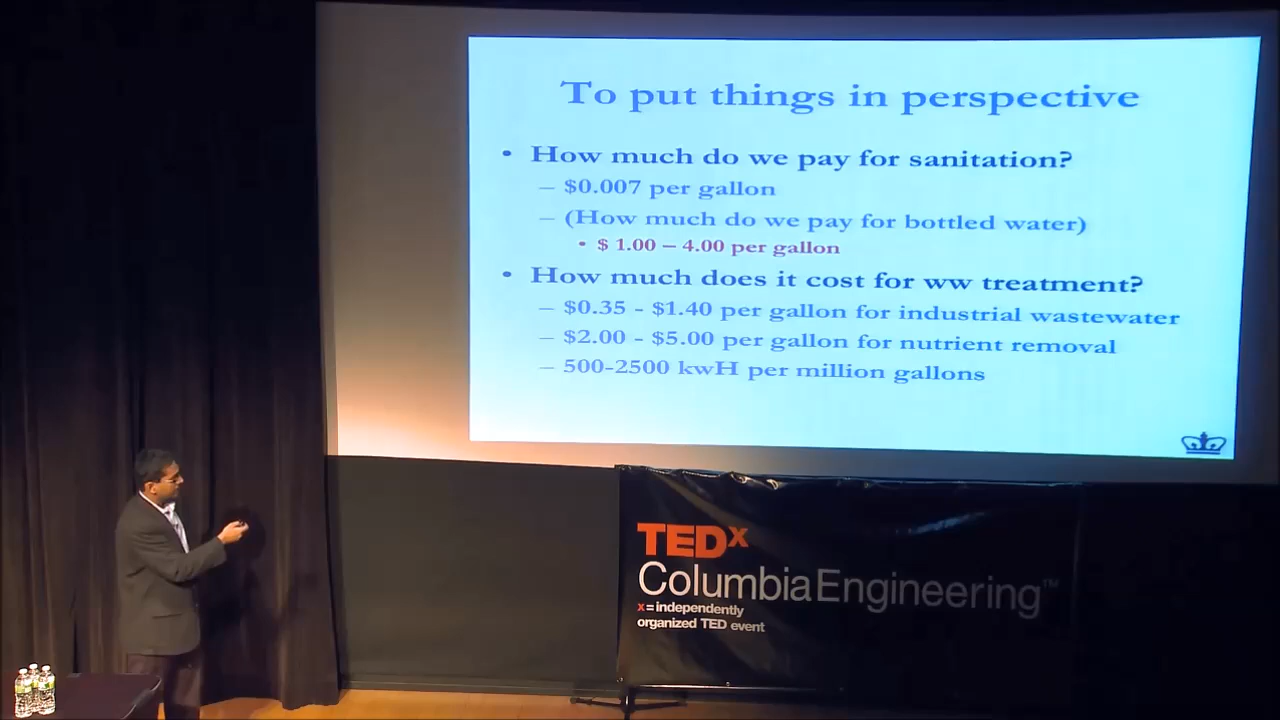 To put things in perspective
• How much do we pay for sanitation?
– $0.007 per gallon
– (How much do we pay for bottled water)
• $ 1.00 – 4.00 per gallon
• How much does it cost for ww treatment?
– $0.35 - $1.40 per gallon for industrial wastewater
– $2.00 - $5.00 per gallon for nutrient removal
– 500-2500 kwH per million gallons
TEDx
ColumbiaEngineering™
x=independently
organized TED event